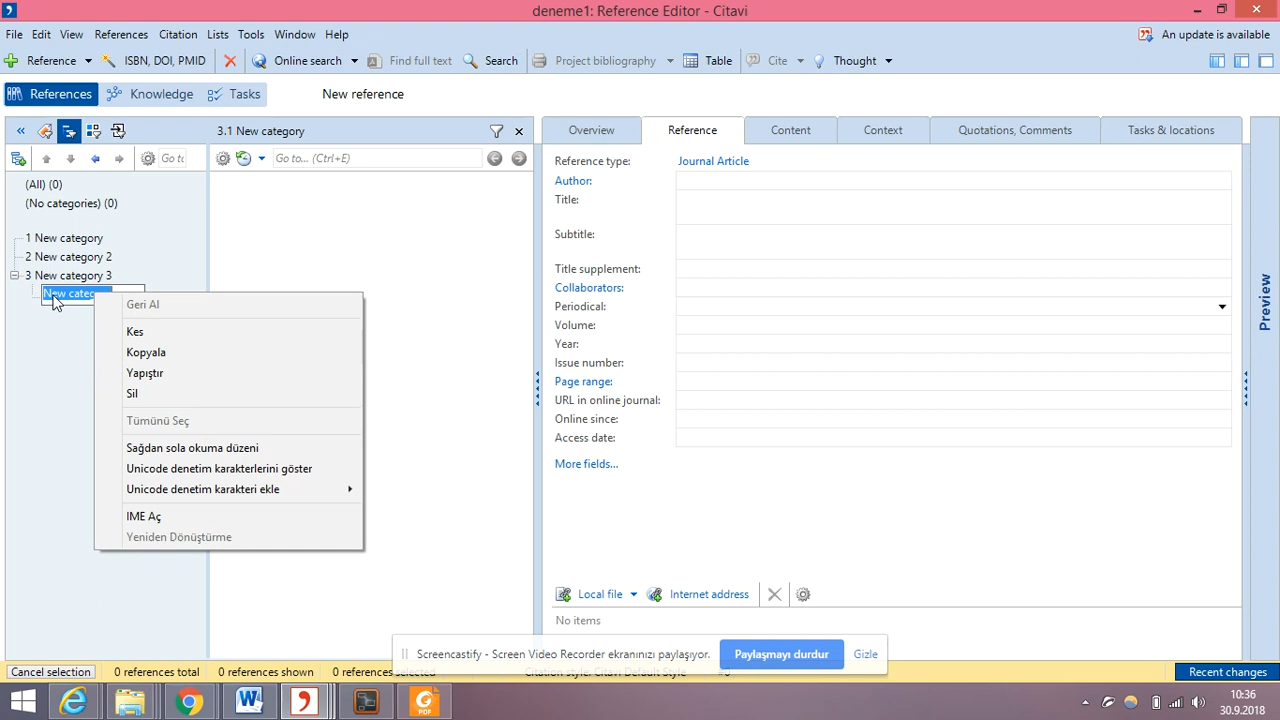 deneme1: Reference Editor - Citavi
File Edit View References Citation Lists Tools Window Help An update is available
Reference ISBN, DOI, PMID Online search Find full text Search Project bibliography Table Cite Thought
References Knowledge Tasks New reference
3.1 New category
Overview Reference Content Context Quotations, Comments Tasks & locations
Go to... (Ctrl+E)
(All) (0)
(No categories) (0)
1 New category
2 New category 2
3 New category 3
Geri Al
Kes
Kopyala
Yapıştır
Sil
Tümünü Seç
Sağdan sola okuma düzeni
Unicode denetim karakterlerini göster
Unicode denetim karakteri ekle
IME Aç
Yeniden Dönüştürme
Reference type: Journal Article
Author:
Title:
Subtitle:
Title supplement:
Collaborators:
Periodical:
Volume:
Year:
Issue number:
Page range:
URL in online journal:
Online since:
Access date:
More fields...
Preview
Local file Internet address
No items
Screencastify - Screen Video Recorder ekranınızı paylaşıyor. Paylaşmayı durdur Gizle
Cancel selection 0 references total 0 references shown 0 references selected Citation style: Citavi Default Style Recent changes
10:36
30.9.2018